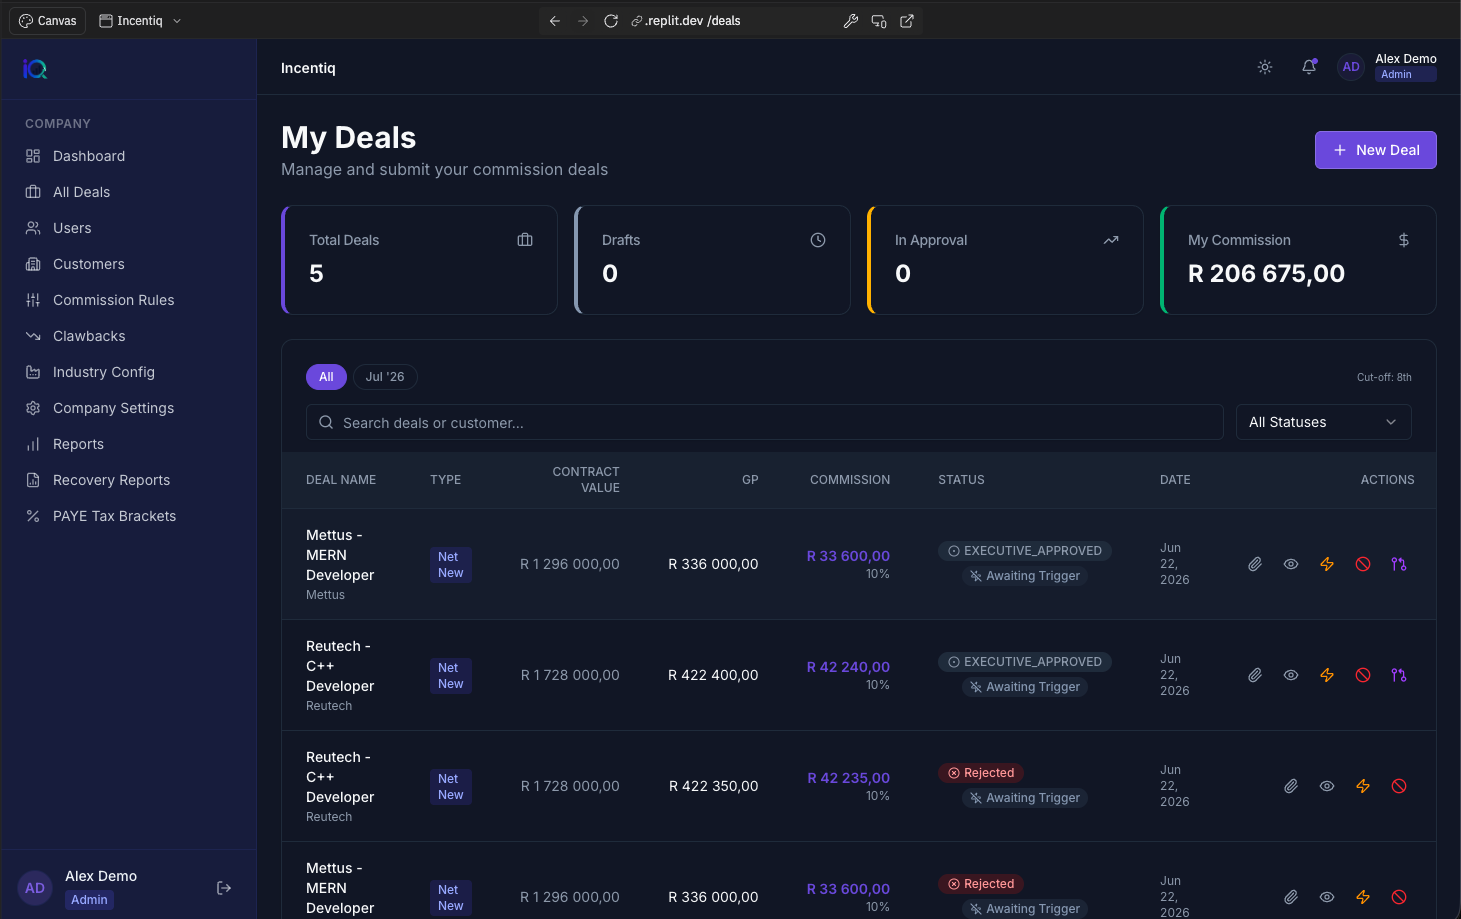 Canvas
Incentiq
.replit.dev /deals
iQ
Incentiq
AD
Alex Demo
Admin
COMPANY
Dashboard
All Deals
Users
Customers
Commission Rules
Clawbacks
Industry Config
Company Settings
Reports
Recovery Reports
PAYE Tax Brackets
AD
Alex Demo
Admin
My Deals
Manage and submit your commission deals
+ New Deal
Total Deals
5
Drafts
0
In Approval
0
My Commission
$
R 206 675,00
All
Jul '26
Cut-off: 8th
Search deals or customer...
All Statuses
DEAL NAME
TYPE
CONTRACT
VALUE
GP
COMMISSION
STATUS
DATE
ACTIONS
Mettus -
MERN
Developer
Mettus
Net
New
R 1 296 000,00
R 336 000,00
R 33 600,00
10%
EXECUTIVE_APPROVED
Awaiting Trigger
Jun
22,
2026
Reutech -
C++
Developer
Reutech
Net
New
R 1 728 000,00
R 422 400,00
R 42 240,00
10%
EXECUTIVE_APPROVED
Awaiting Trigger
Jun
22,
2026
Reutech -
C++
Developer
Reutech
Net
New
R 1 728 000,00
R 422 350,00
R 42 235,00
10%
Rejected
Awaiting Trigger
Jun
22,
2026
Mettus -
MERN
Developer
Net
New
R 1 296 000,00
R 336 000,00
R 33 600,00
10%
Rejected
Awaiting Trigger
Jun
22,
2026